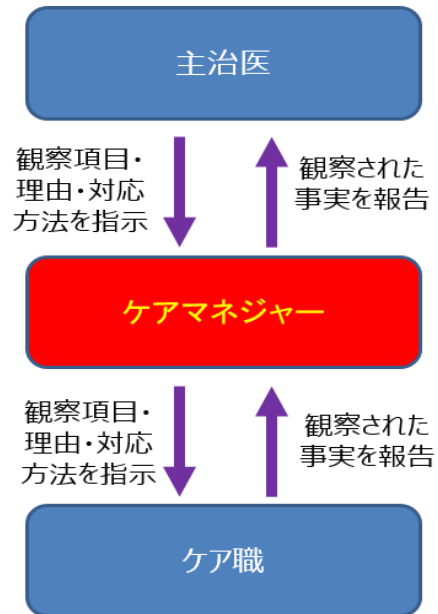 主治医
観察項目・
理由・対応
方法を指示
観察された
事実を報告
ケアマネジャー
観察項目・
理由・対応
方法を指示
観察された
事実を報告
ケア職